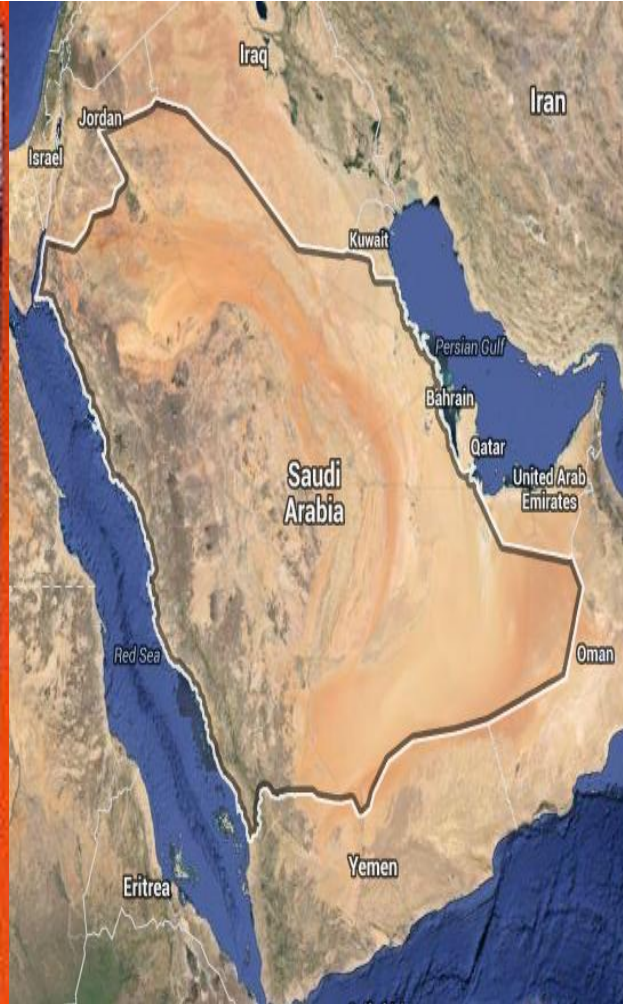 Iraq
Iran
Jordan
Israel
Kuwait
Persian Gulf
Bahrain
Qatar
United Arab
Emirates
Saudi
Arabia
Oman
Red Sea
Yemen
Eritrea